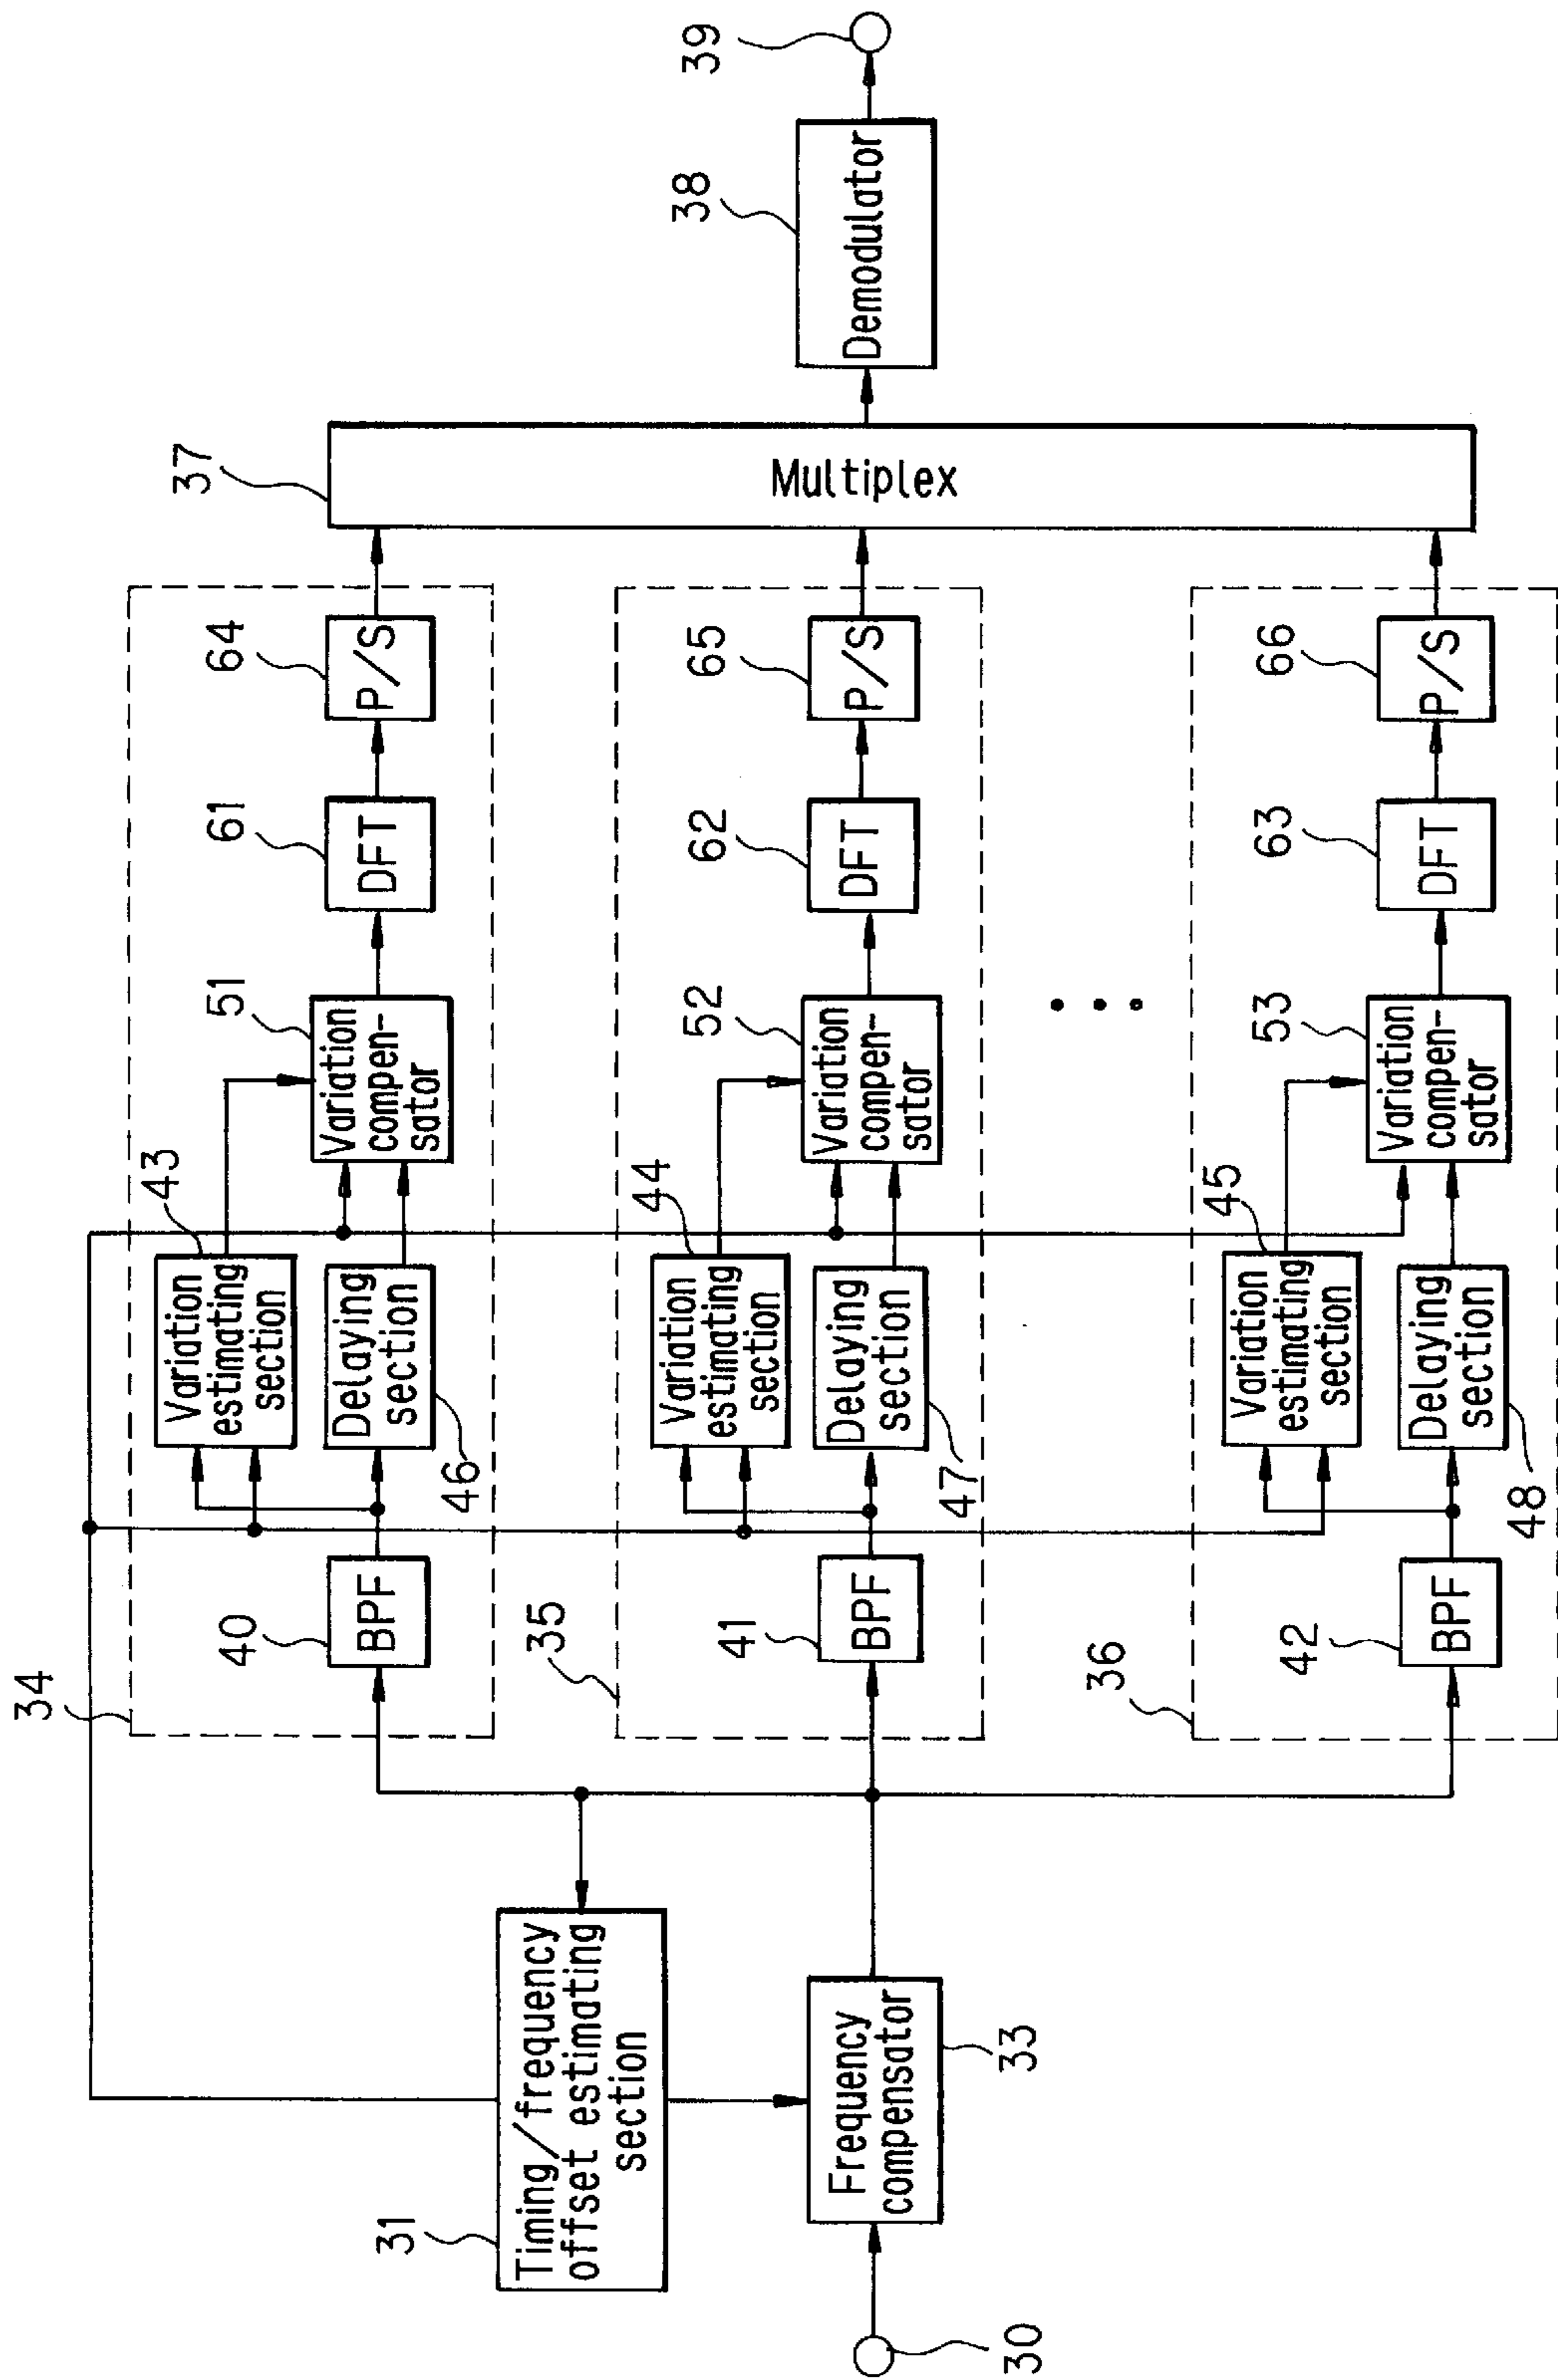 34
40
BPF
43
Variation
estimating
section
46
Delaying
section
51
Variation
compen-
sator
61
DFT
64
P/S
37
Multiplex
38
Demodulator
39
31
Timing/frequency
offset estimating
section
30
33
Frequency
compensator
35
41
BPF
44
Variation
estimating
section
47
Delaying
section
52
Variation
compen-
sator
62
DFT
65
P/S
36
42
BPF
45
Variation
estimating
section
48
Delaying
section
53
Variation
compen-
sator
63
DFT
66
P/S